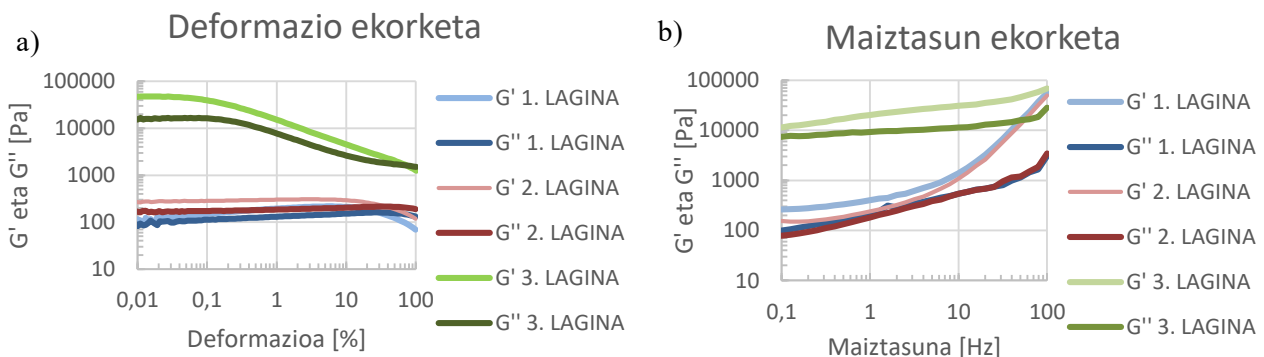 a)
Deformazio ekorketa
G' eta G'' [Pa]
100000
10000
1000
100
10
0,01
0,1
1
10
100
Deformazioa [%]
G' 1. LAGINA
G'' 1. LAGINA
G' 2. LAGINA
G'' 2. LAGINA
G' 3. LAGINA
G'' 3. LAGINA
b)
Maiztasun ekorketa
G' eta G'' [Pa]
100000
10000
1000
100
10
0,1
1
10
100
Maiztasuna [Hz]
G' 1. LAGINA
G'' 1. LAGINA
G' 2. LAGINA
G'' 2. LAGINA
G' 3. LAGINA
G'' 3. LAGINA